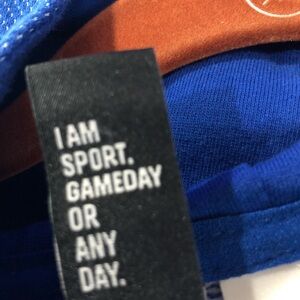 I AM
SPORT.
GAMEDAY
OR
ANY
DAY.